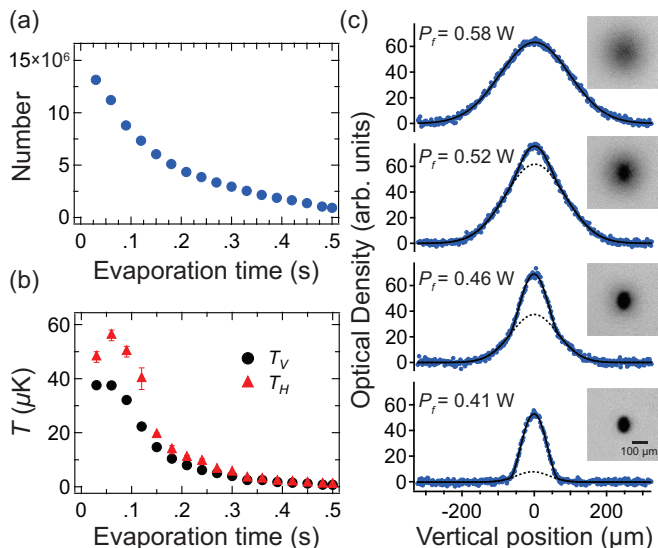 (a)
15×10⁶
10
5
0
Number
0
.1
.2
.3
.4
.5
Evaporation time (s)
(b)
60
40
20
0
T (µK)
T_V
T_H
0
.1
.2
.3
.4
.5
Evaporation time (s)
(c)
P_f = 0.58 W
60
40
20
0
P_f = 0.52 W
60
40
20
0
P_f = 0.46 W
60
40
20
0
P_f = 0.41 W
60
40
20
0
100 µm
Optical Density (arb. units)
-200
0
200
Vertical position (µm)